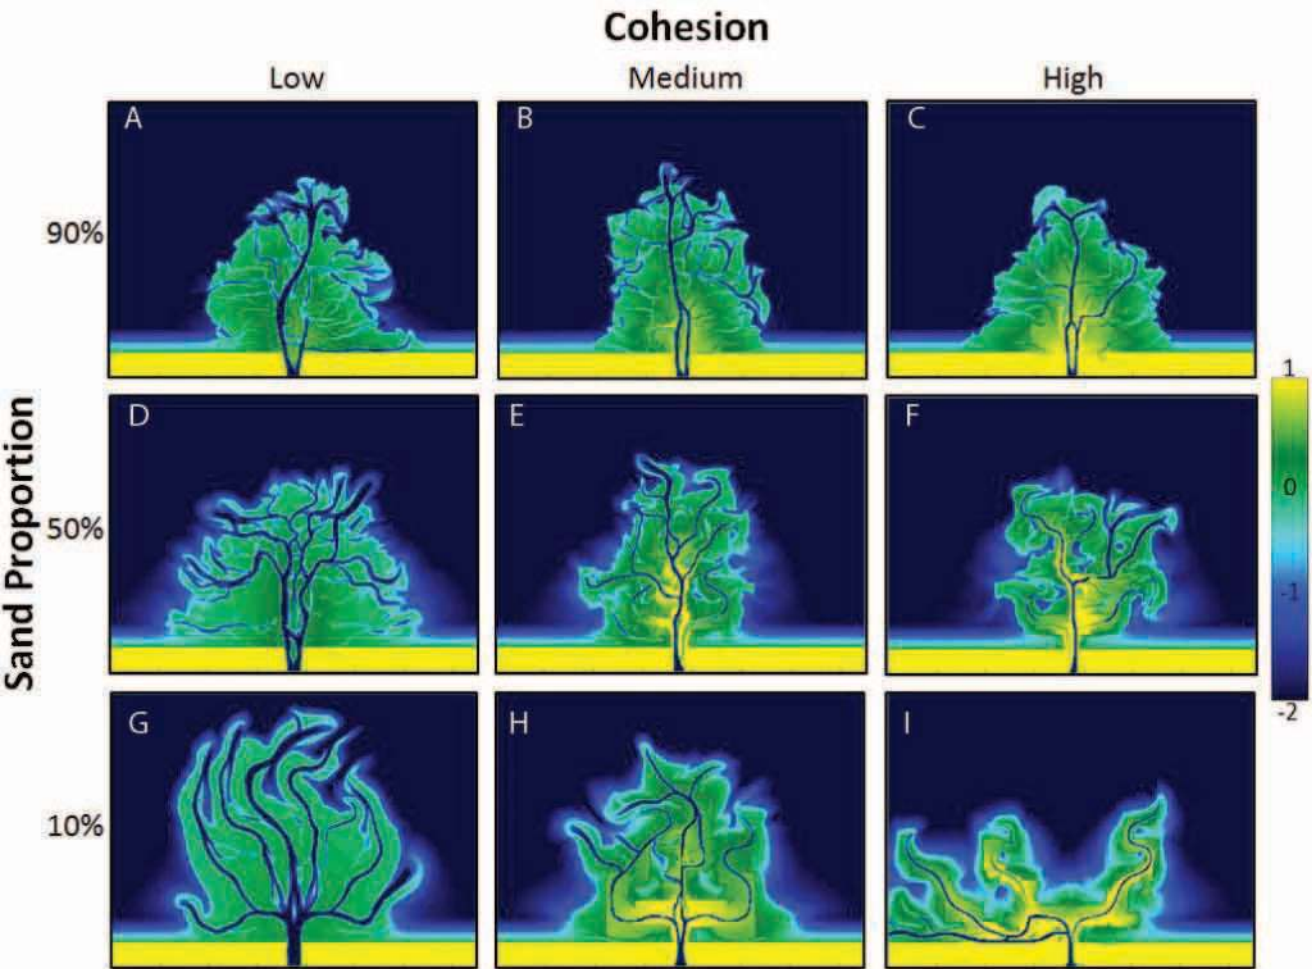 Cohesion
Low Medium High
A B C
90%
1
D E F
0
Sand Proportion
50%
-1
-2
G H I
10%